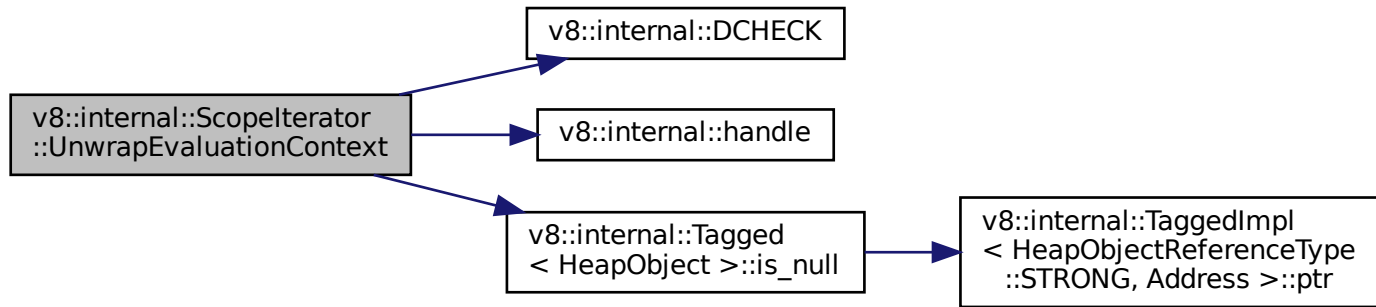 v8::internal::DCHECK
v8::internal::ScopeIterator
::UnwrapEvaluationContext
v8::internal::handle
v8::internal::Tagged
< HeapObject >::is_null
v8::internal::TaggedImpl
< HeapObjectReferenceType
::STRONG, Address >::ptr